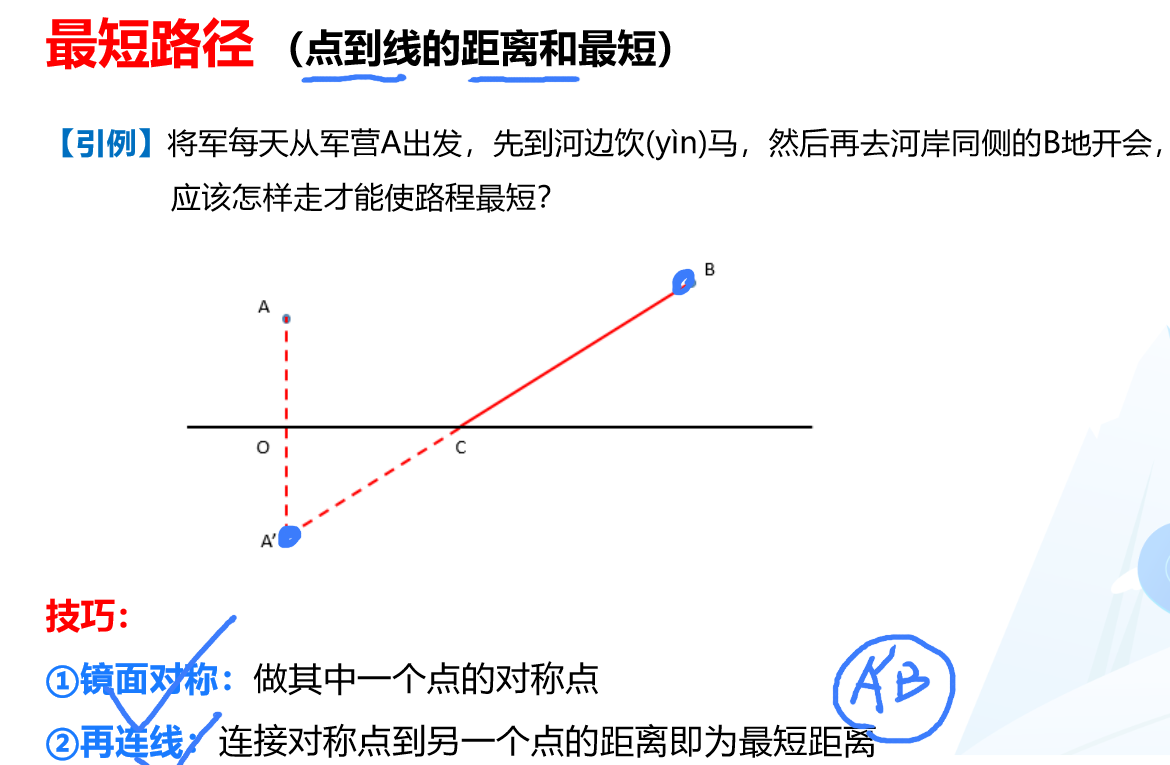 最短路径（点到线的距离和最短）
【引例】将军每天从军营A出发，先到河边饮(yìn)马，然后再去河岸同侧的B地开会，
应该怎样走才能使路程最短？
B
A
O
C
A’
技巧：
①镜面对称：做其中一个点的对称点
A'B
②再连线：连接对称点到另一个点的距离即为最短距离